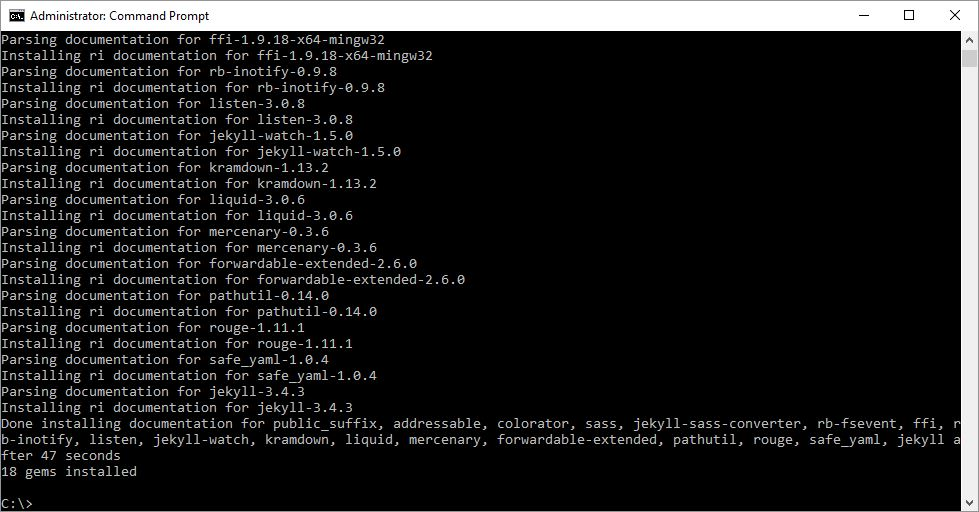 Administrator: Command Prompt
Parsing documentation for ffi-1.9.18-x64-mingw32
Installing ri documentation for ffi-1.9.18-x64-mingw32
Parsing documentation for rb-inotify-0.9.8
Installing ri documentation for rb-inotify-0.9.8
Parsing documentation for listen-3.0.8
Installing ri documentation for listen-3.0.8
Parsing documentation for jekyll-watch-1.5.0
Installing ri documentation for jekyll-watch-1.5.0
Parsing documentation for kramdown-1.13.2
Installing ri documentation for kramdown-1.13.2
Parsing documentation for liquid-3.0.6
Installing ri documentation for liquid-3.0.6
Parsing documentation for mercenary-0.3.6
Installing ri documentation for mercenary-0.3.6
Parsing documentation for forwardable-extended-2.6.0
Installing ri documentation for forwardable-extended-2.6.0
Parsing documentation for pathutil-0.14.0
Installing ri documentation for pathutil-0.14.0
Parsing documentation for rouge-1.11.1
Installing ri documentation for rouge-1.11.1
Parsing documentation for safe_yaml-1.0.4
Installing ri documentation for safe_yaml-1.0.4
Parsing documentation for jekyll-3.4.3
Installing ri documentation for jekyll-3.4.3
Done installing documentation for public_suffix, addressable, colorator, sass, jekyll-sass-converter, rb-fsevent, ffi, r
b-inotify, listen, jekyll-watch, kramdown, liquid, mercenary, forwardable-extended, pathutil, rouge, safe_yaml, jekyll a
fter 47 seconds
18 gems installed
C:\>